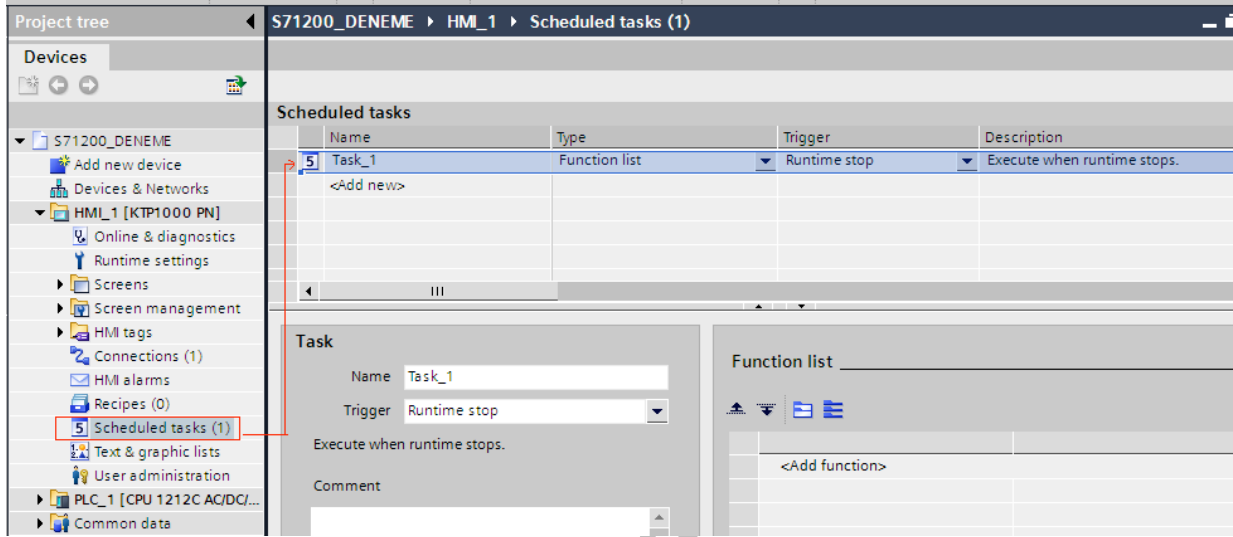 Project tree
S71200_DENEME HMI_1 Scheduled tasks (1)
Devices
Scheduled tasks
Name Type Trigger Description
5 Task_1 Function list Runtime stop Execute when runtime stops.
<Add new>
S71200_DENEME
Add new device
Devices & Networks
HMI_1 [KTP1000 PN]
Online & diagnostics
Runtime settings
Screens
Screen management
HMI tags
Connections (1)
HMI alarms
Recipes (0)
5 Scheduled tasks (1)
Text & graphic lists
User administration
PLC_1 [CPU 1212C AC/DC/...
Common data
Task
Name Task_1
Trigger Runtime stop
Execute when runtime stops.
Comment
Function list
<Add function>